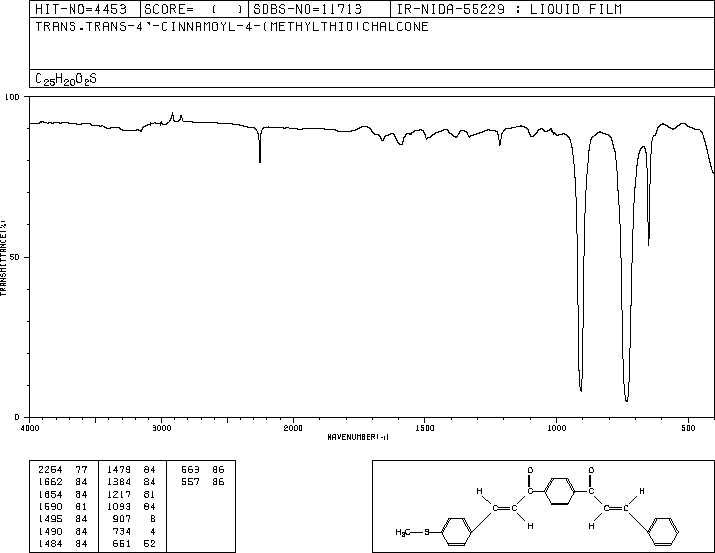 HIT-NO=4453 SCORE= ( ) SDBS-NO=11713 IR-NIDA-55229 : LIQUID FILM
TRANS,TRANS-4'-CINNAMOYL-4-(METHYLTHIO)CHALCONE
C25H20O2S
100
TRANSMITTANCE(%)
50
0
4000 3000 2000 1500 1000 500
WAVENUMBER(-1)
2254 77 1479 84 663 86
1662 84 1384 84 557 86
1654 84 1217 81
1590 81 1093 84
1495 84 907 8
1490 84 734 4
1484 84 651 52
O O
C C
H H
C=C C=C
H H
H3C-S